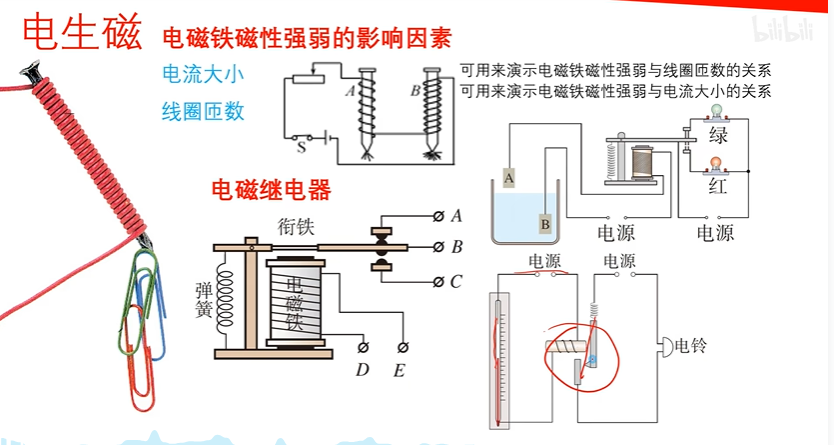 电生磁
电磁铁磁性强弱的影响因素
bilibili
电流大小
线圈匝数
A
B
S
可用来演示电磁铁磁性强弱与线圈匝数的关系
可用来演示电磁铁磁性强弱与电流大小的关系
绿
红
A
B
电源
电源
电磁继电器
衔铁
弹簧
电磁铁
A
B
C
D
E
电源
电源
电铃